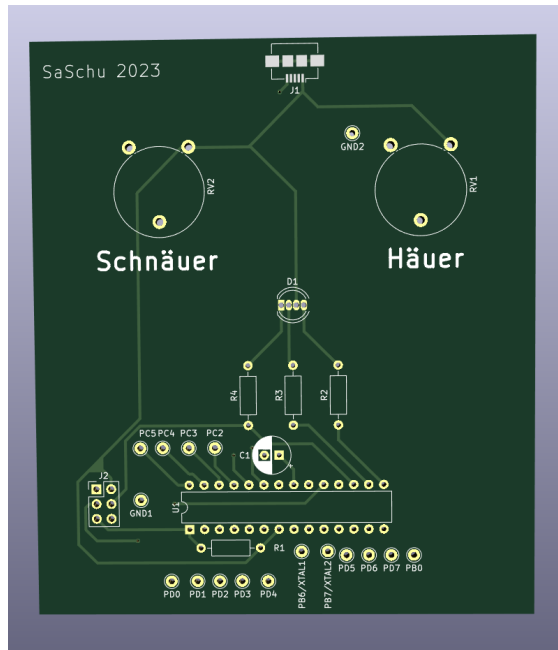 SaSchu 2023
J1
GND2
RV2
RV1
Schnäuer
Häuer
D1
R4
R3
R2
PC5
PC4
PC3
PC2
C1
+
J2
GND1
U1
R1
PB6/XTAL1
PB7/XTAL2
PD5
PD6
PD7
PB0
PD0
PD1
PD2
PD3
PD4